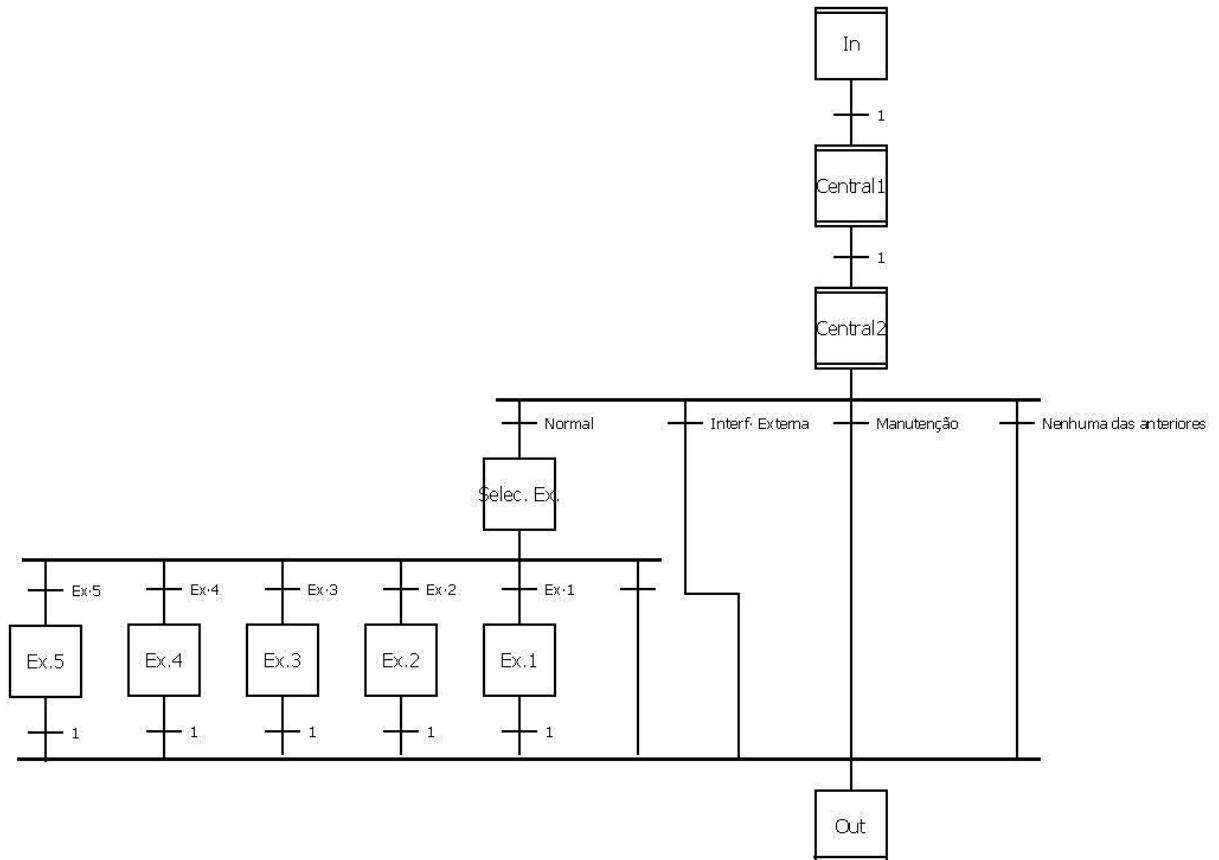 In
1
Central1
1
Central2
Normal
Interf· Externa
Manutenção
Nenhuma das anteriores
Selec. Ex.
Ex·5
Ex·4
Ex·3
Ex·2
Ex·1
Ex.5
Ex.4
Ex.3
Ex.2
Ex.1
1
1
1
1
1
Out